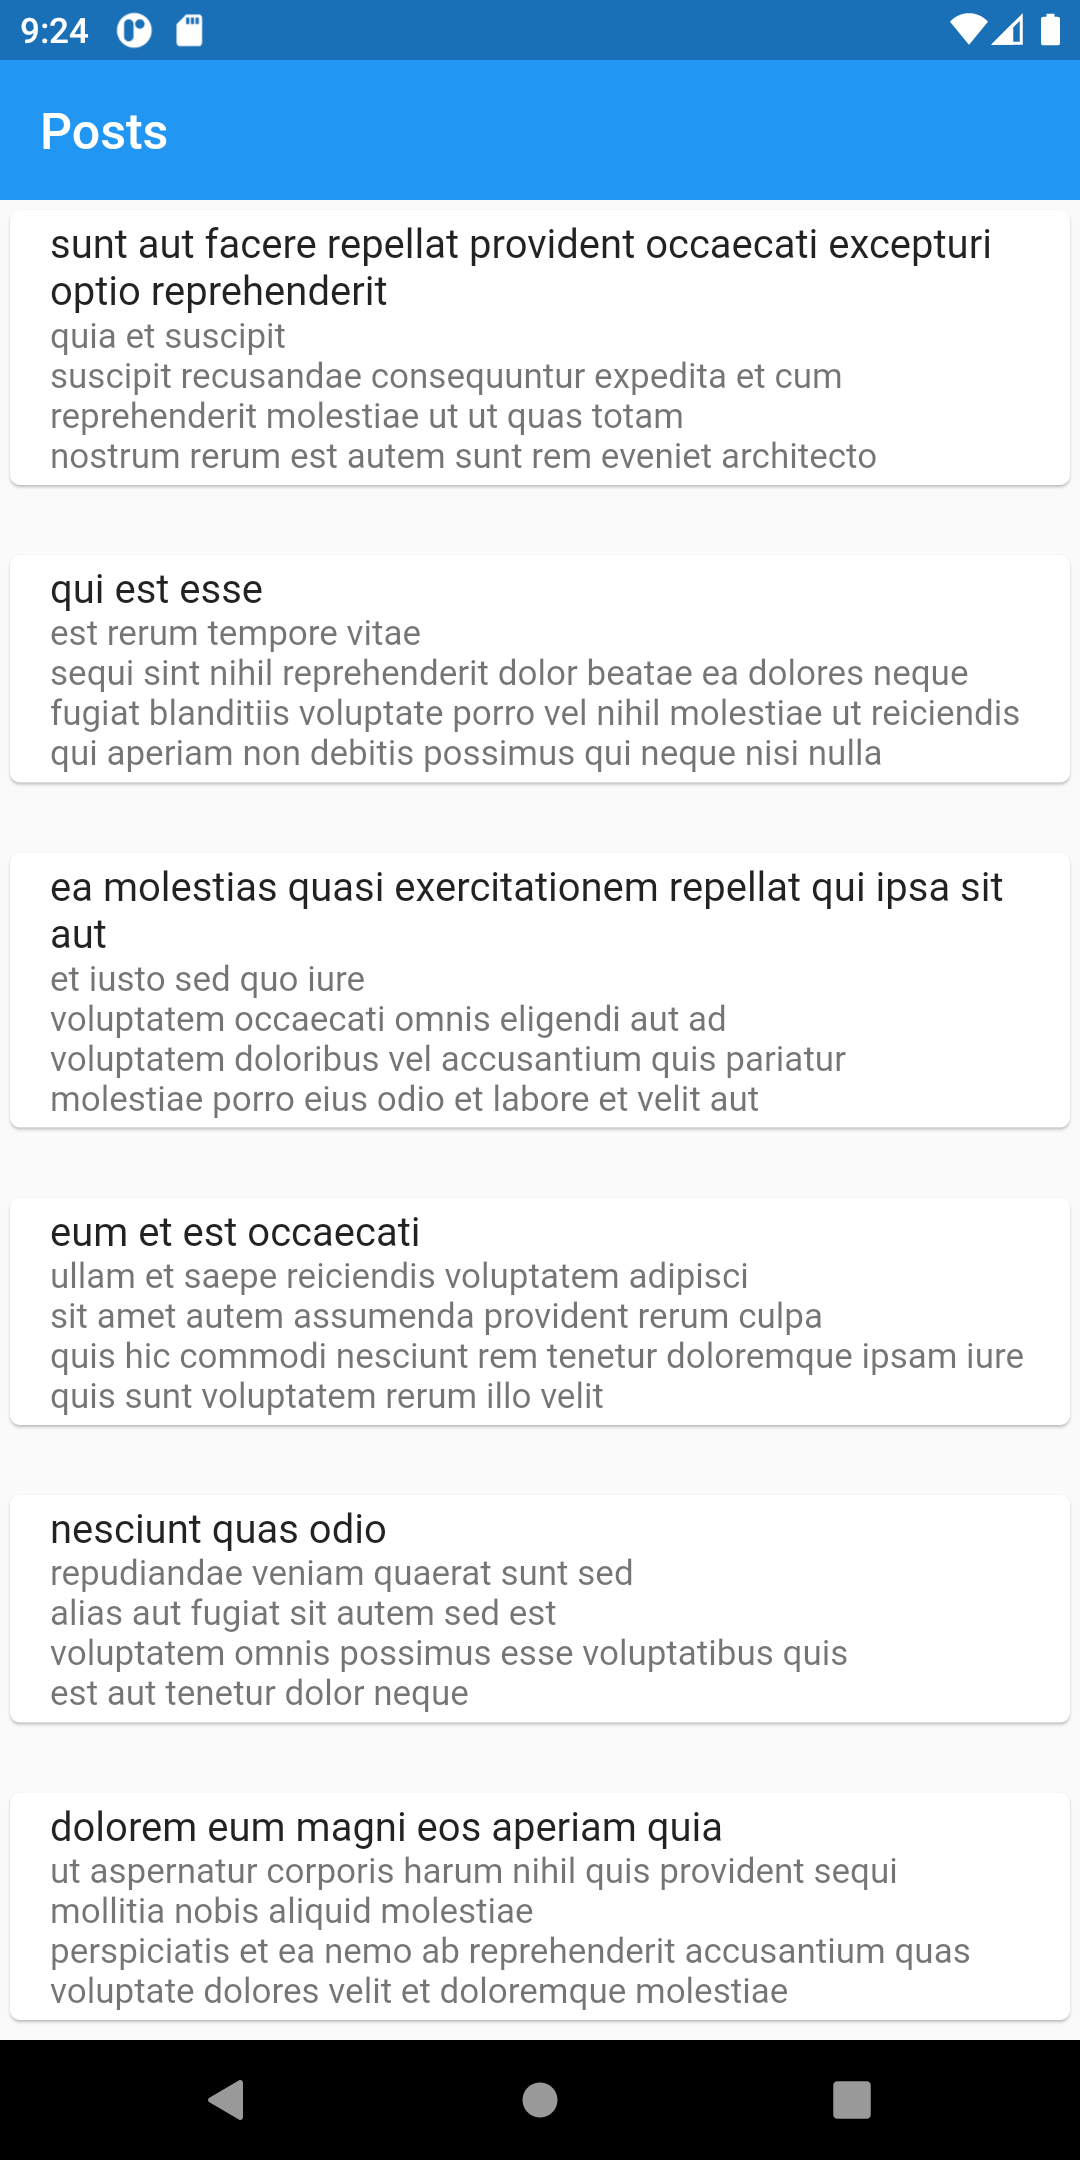 9:24
Posts
sunt aut facere repellat provident occaecati excepturi
optio reprehenderit
quia et suscipit
suscipit recusandae consequuntur expedita et cum
reprehenderit molestiae ut ut quas totam
nostrum rerum est autem sunt rem eveniet architecto
qui est esse
est rerum tempore vitae
sequi sint nihil reprehenderit dolor beatae ea dolores neque
fugiat blanditiis voluptate porro vel nihil molestiae ut reiciendis
qui aperiam non debitis possimus qui neque nisi nulla
ea molestias quasi exercitationem repellat qui ipsa sit
aut
et iusto sed quo iure
voluptatem occaecati omnis eligendi aut ad
voluptatem doloribus vel accusantium quis pariatur
molestiae porro eius odio et labore et velit aut
eum et est occaecati
ullam et saepe reiciendis voluptatem adipisci
sit amet autem assumenda provident rerum culpa
quis hic commodi nesciunt rem tenetur doloremque ipsam iure
quis sunt voluptatem rerum illo velit
nesciunt quas odio
repudiandae veniam quaerat sunt sed
alias aut fugiat sit autem sed est
voluptatem omnis possimus esse voluptatibus quis
est aut tenetur dolor neque
dolorem eum magni eos aperiam quia
ut aspernatur corporis harum nihil quis provident sequi
mollitia nobis aliquid molestiae
perspiciatis et ea nemo ab reprehenderit accusantium quas
voluptate dolores velit et doloremque molestiae